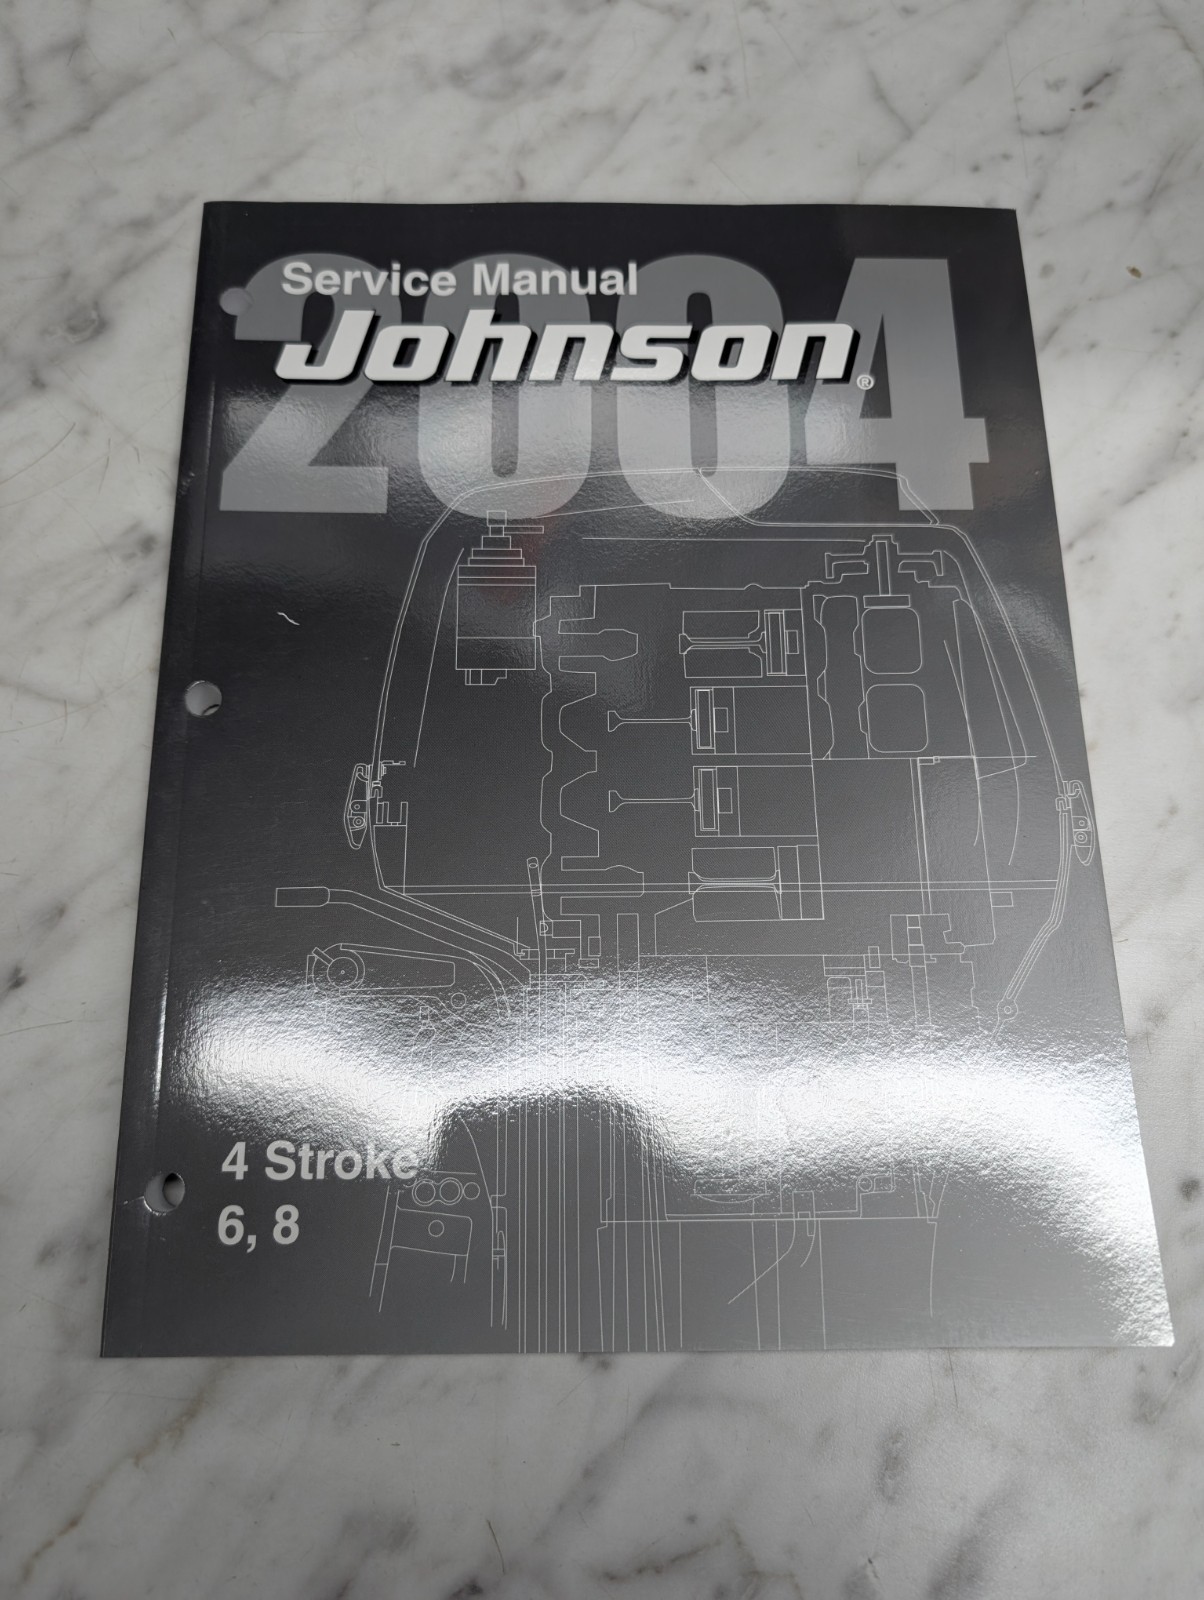 2004
Service Manual
Johnson®
4 Stroke
6, 8